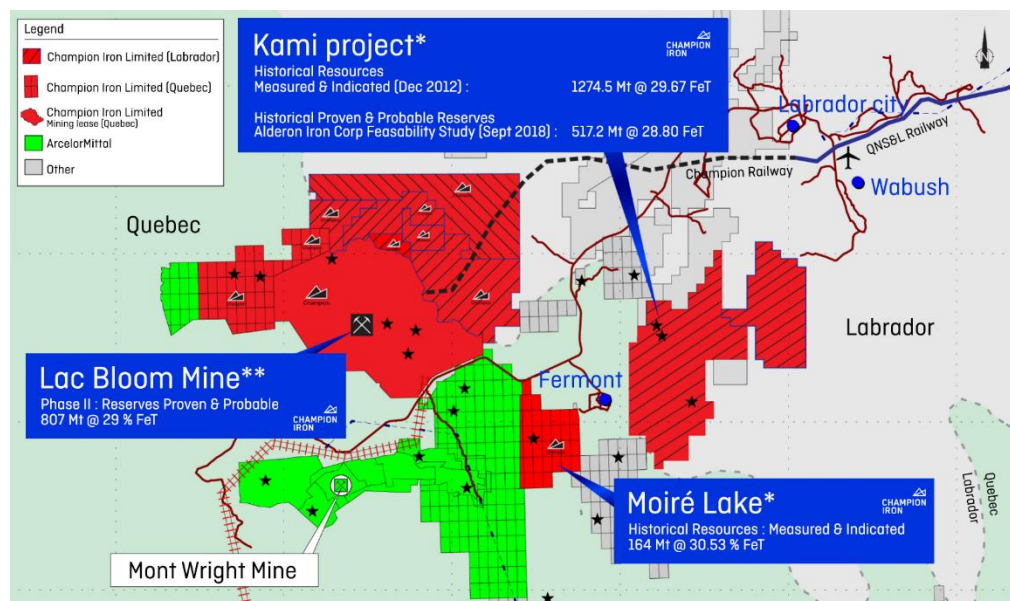 Legend
Champion Iron Limited (Labrador)
Champion Iron Limited (Quebec)
Champion Iron Limited
Mining lease (Quebec)
ArcelorMittal
Other
Kami project*
CHAMPION
IRON
Historical Resources
Measured & Indicated (Dec 2012) : 1274.5 Mt @ 29.67 FeT
Historical Proven & Probable Reserves
Alderon Iron Corp Feasability Study (Sept 2018) : 517.2 Mt @ 28.80 FeT
N
Labrador city
QNS&L Railway
Champion Railway
Wabush
Quebec
Labrador
Champion
Lac Bloom Mine**
Phase II : Reserves Proven & Probable
807 Mt @ 29 % FeT
CHAMPION
IRON
Fermont
Moiré Lake*
CHAMPION
IRON
Historical Resources : Measured & Indicated
164 Mt @ 30.53 % FeT
Mont Wright Mine
Quebec
Labrador